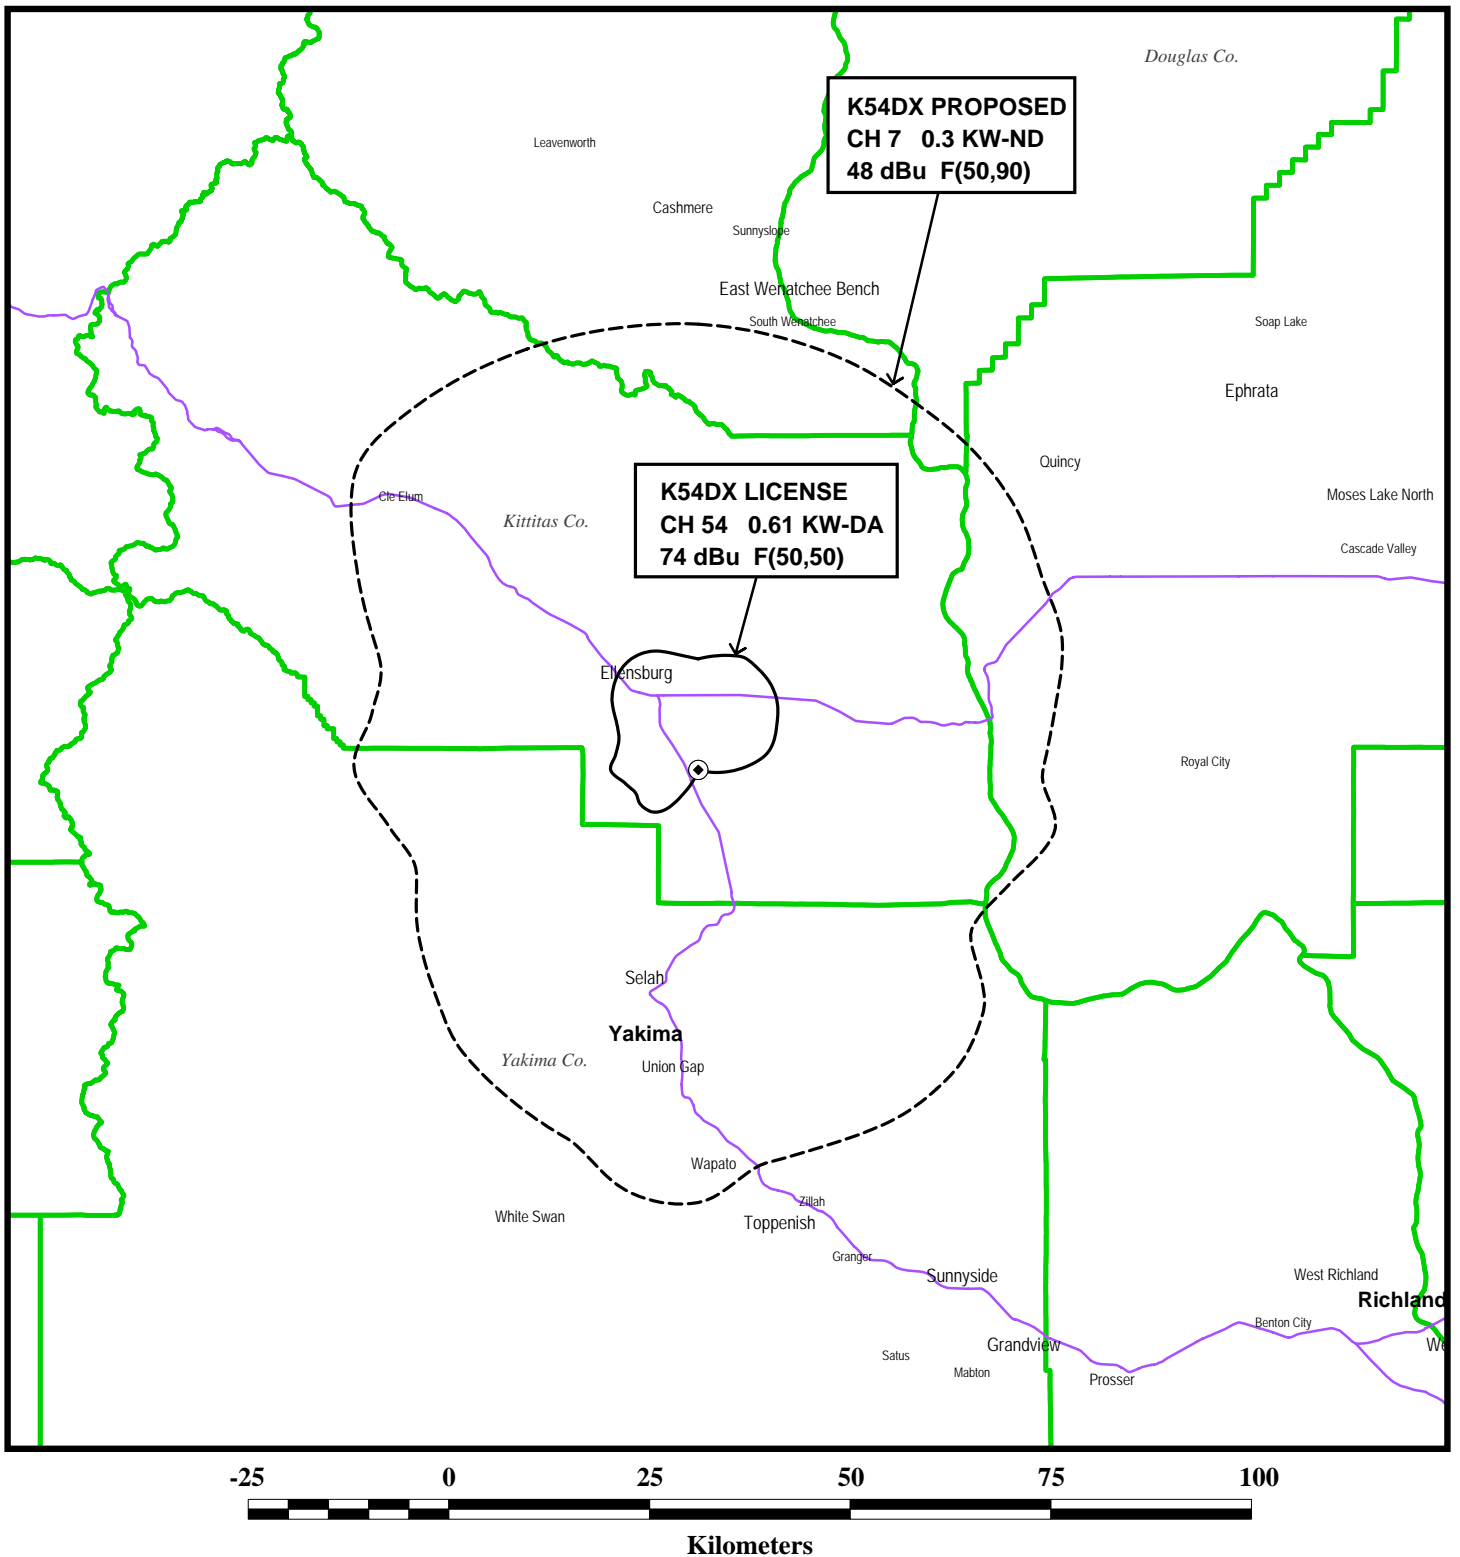 Douglas Co.
K54DX PROPOSED
CH 7 0.3 KW-ND
48 dBu F(50,90)
Leavenworth
Cashmere
Sunnyslope
East Wenatchee Bench
South Wenatchee
Soap Lake
Ephrata
Quincy
K54DX LICENSE
CH 54 0.61 KW-DA
74 dBu F(50,50)
Cle Elum
Kittitas Co.
Moses Lake North
Cascade Valley
Ellensburg
Royal City
Selah
Yakima
Yakima Co.
Union Gap
Wapato
Zillah
White Swan
Toppenish
Granger
Sunnyside
West Richland
Richland
Benton City
Grandview
We
Satus
Mabton
Prosser
-25 0 25 50 75 100
Kilometers